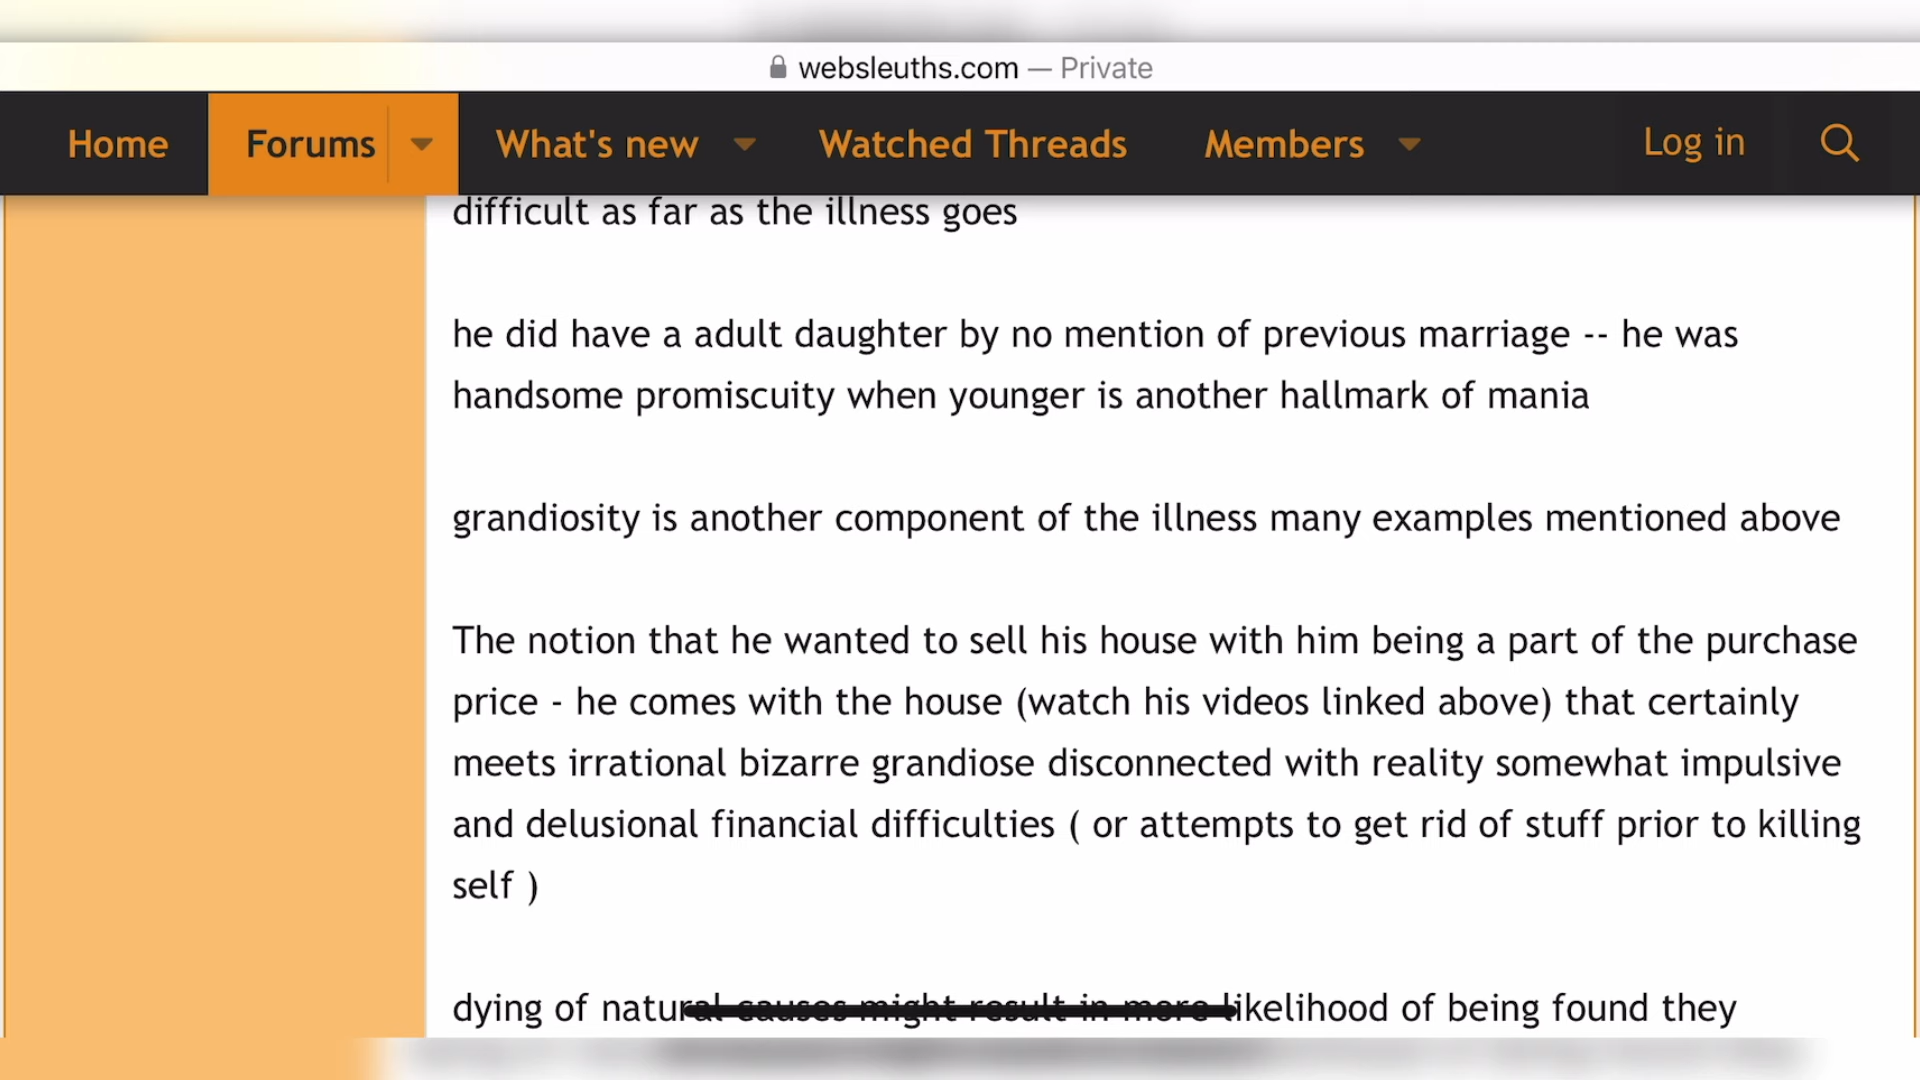 websleuths.com — Private
Home Forums What's new Watched Threads Members Log in
difficult as far as the illness goes
he did have a adult daughter by no mention of previous marriage -- he was
handsome promiscuity when younger is another hallmark of mania
grandiosity is another component of the illness many examples mentioned above
The notion that he wanted to sell his house with him being a part of the purchase
price - he comes with the house (watch his videos linked above) that certainly
meets irrational bizarre grandiose disconnected with reality somewhat impulsive
and delusional financial difficulties ( or attempts to get rid of stuff prior to killing
self )
dying of natural causes might result in more likelihood of being found they